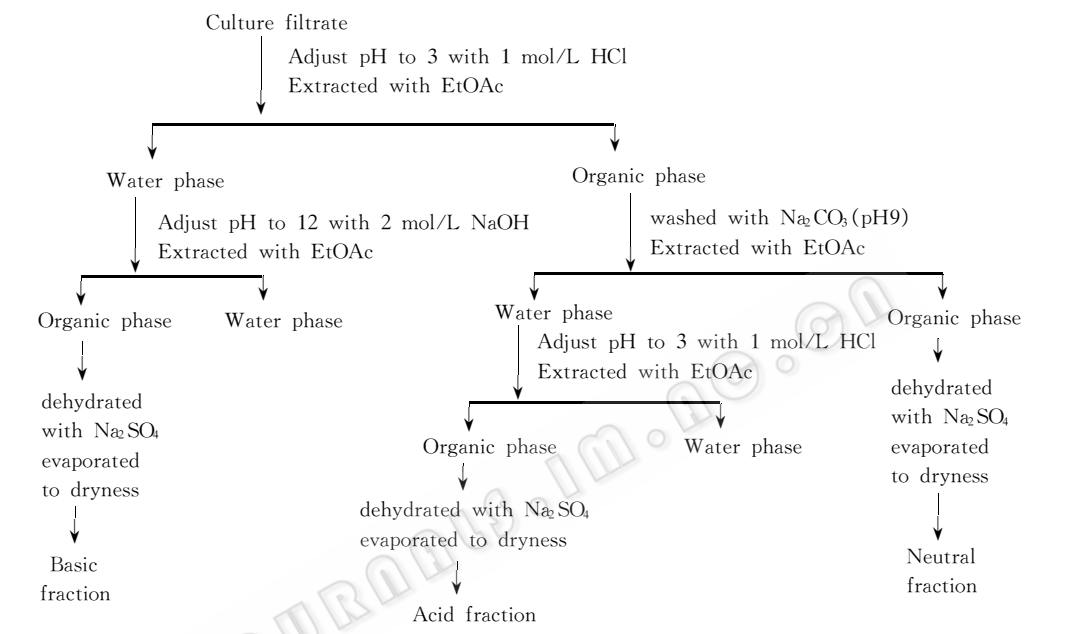 Culture filtrate
Adjust pH to 3 with 1 mol/L HCl
Extracted with EtOAc
Water phase
Organic phase
Adjust pH to 12 with 2 mol/L NaOH
Extracted with EtOAc
washed with Na₂CO₃(pH9)
Extracted with EtOAc
Organic phase
Water phase
Water phase
Organic phase
Adjust pH to 3 with 1 mol/L HCl
Extracted with EtOAc
dehydrated
with Na₂SO₄
evaporated
to dryness
Organic phase
Water phase
dehydrated
with Na₂SO₄
evaporated
to dryness
dehydrated with Na₂SO₄
evaporated to dryness
Basic
fraction
Acid fraction
Neutral
fraction
URNALS.IM.AC.CN